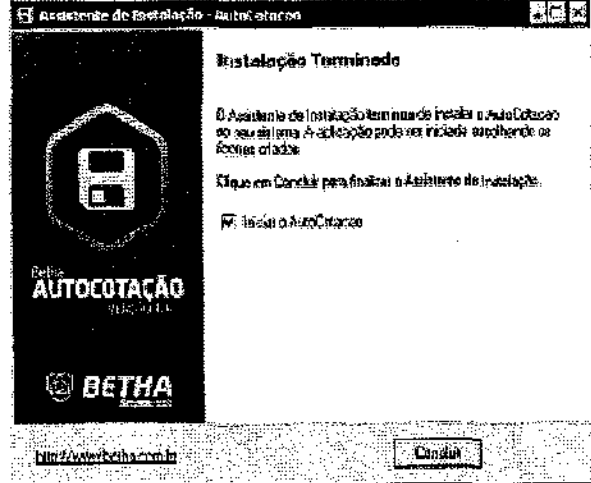 Assistente de Instalação - AutoCotacao
Instalação Terminada
O Assistente de Instalação terminou de instalar o AutoCotacao
no seu sistema. A aplicação pode ser iniciada escolhendo os
ícones criados
Clique em Concluir para finalizar o Assistente de Instalação.
Iniciar o AutoCotacao
Betha
AUTOCOTAÇÃO
BETHA
http://www.betha.com.br
Concluir